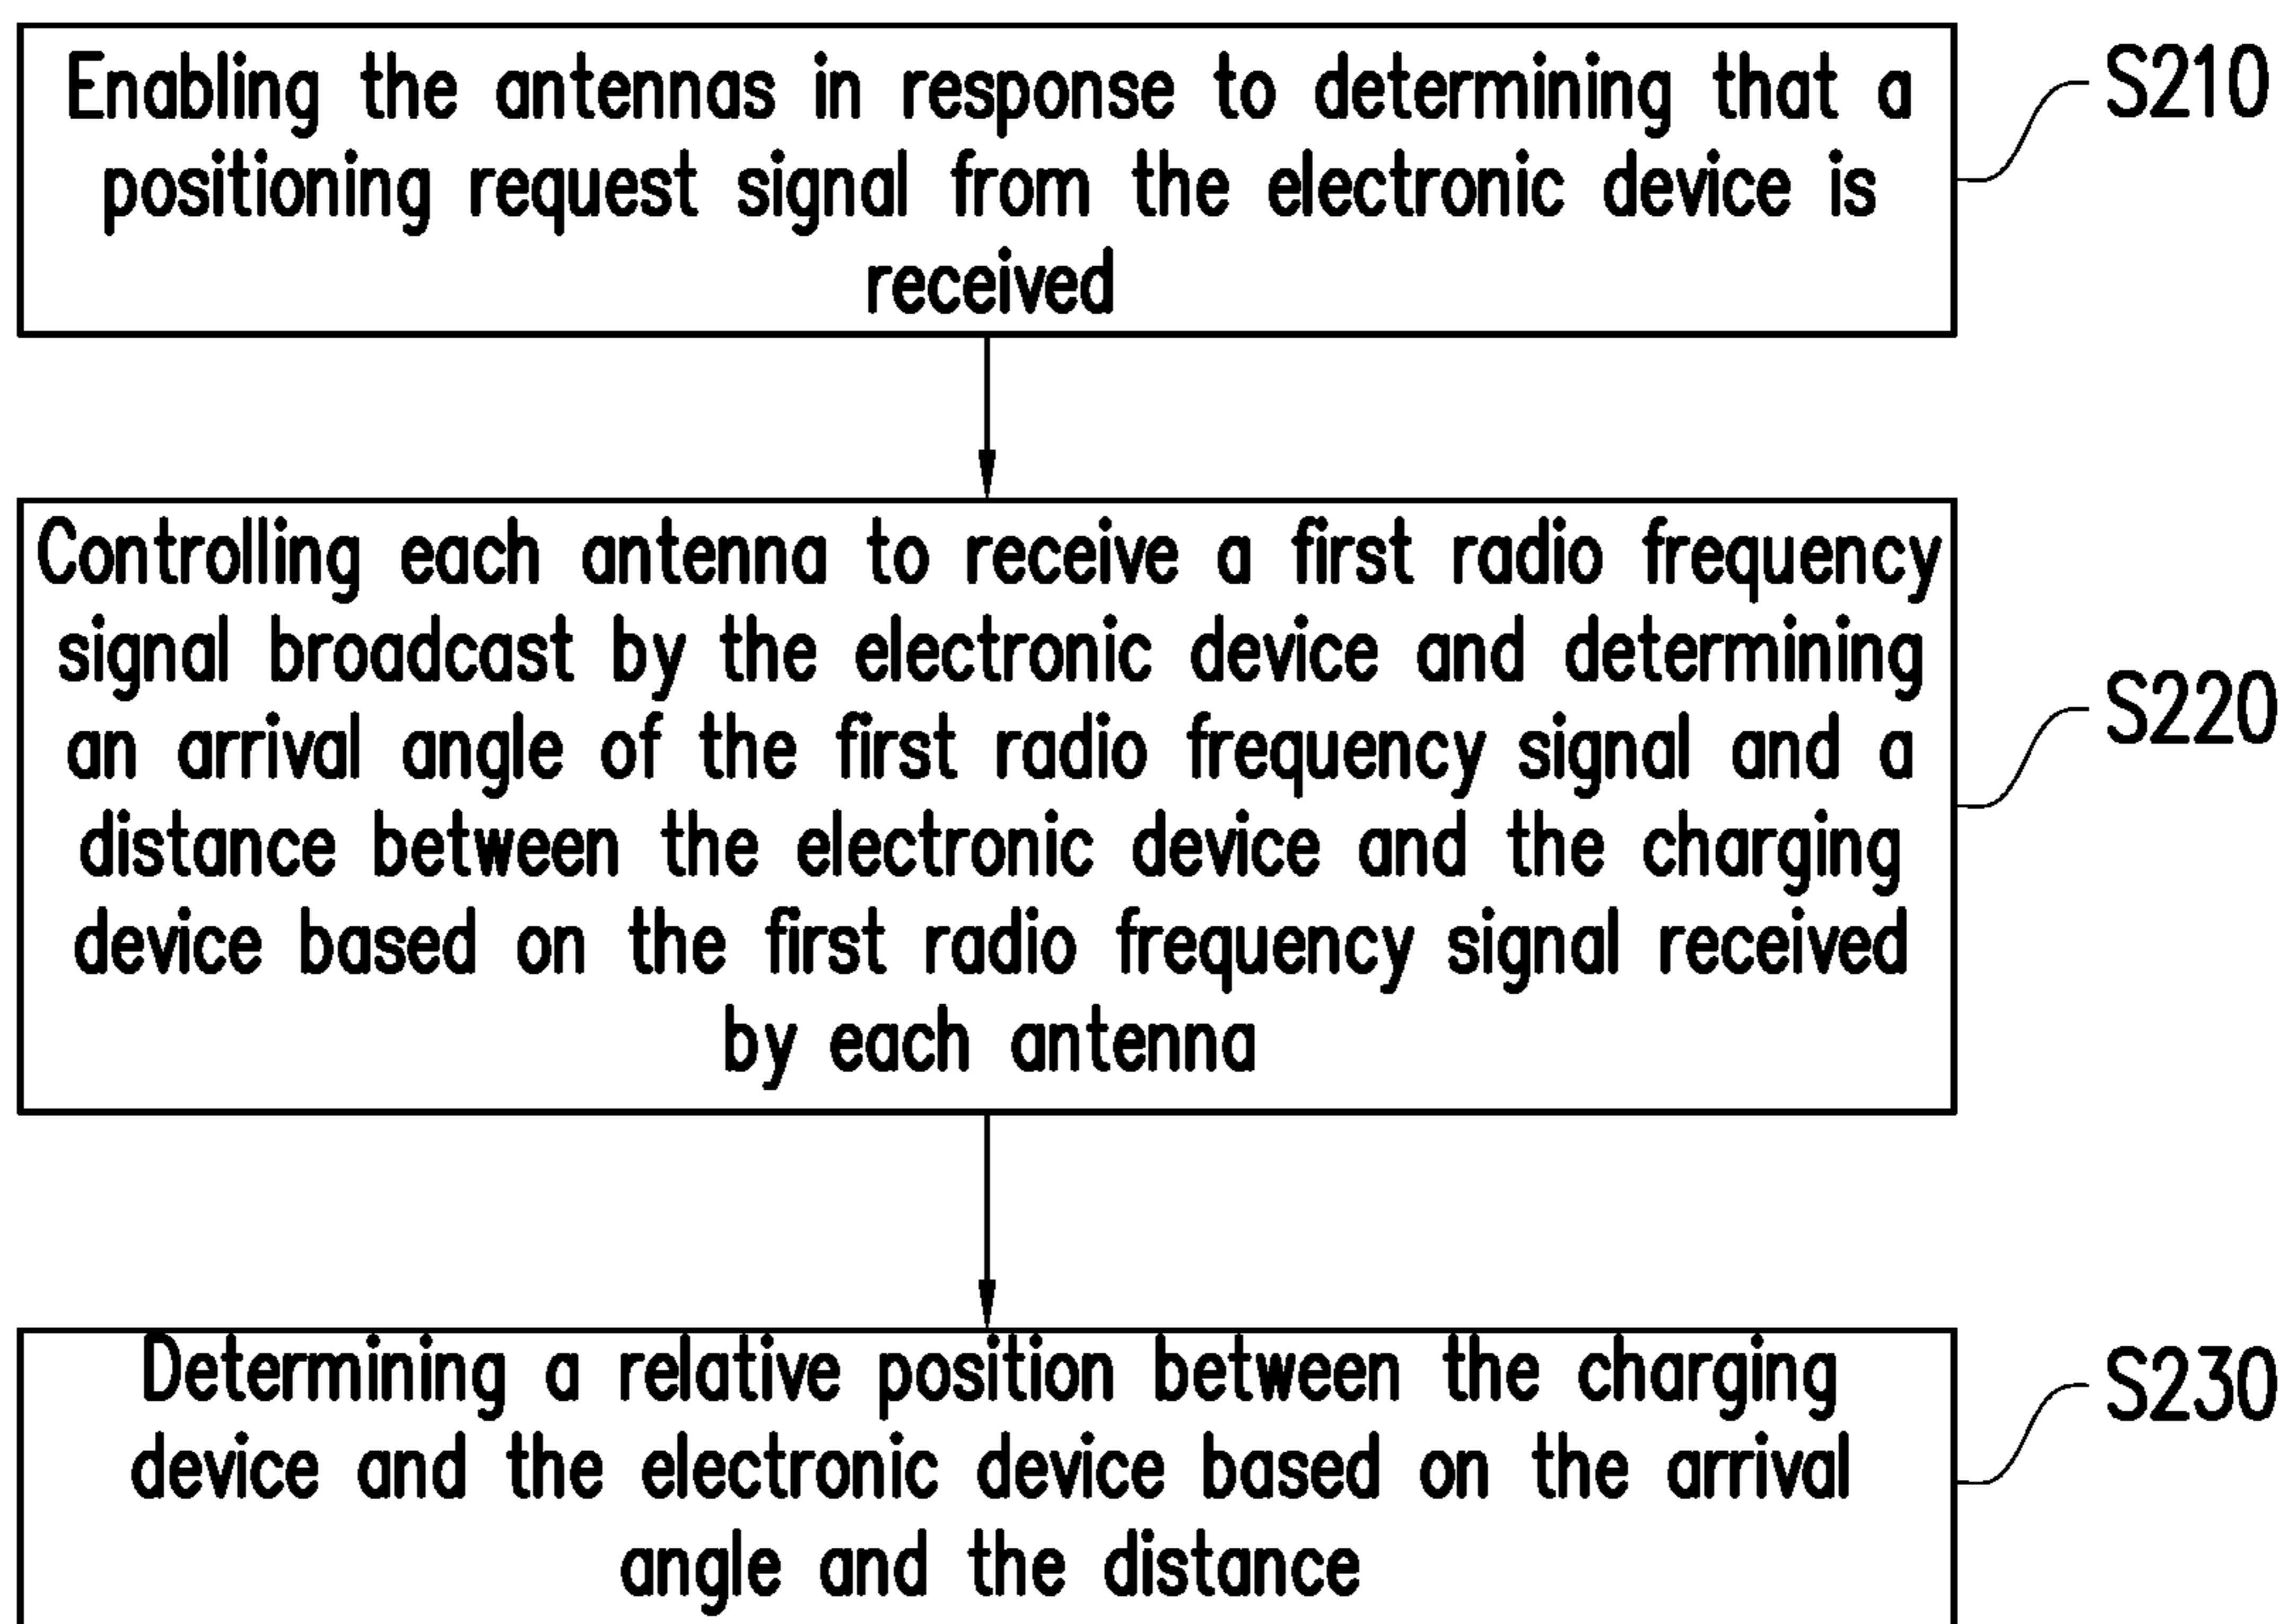 Enabling the antennas in response to determining that a
positioning request signal from the electronic device is
received
S210
Controlling each antenna to receive a first radio frequency
signal broadcast by the electronic device and determining
an arrival angle of the first radio frequency signal and a
distance between the electronic device and the charging
device based on the first radio frequency signal received
by each antenna
S220
Determining a relative position between the charging
device and the electronic device based on the arrival
angle and the distance
S230